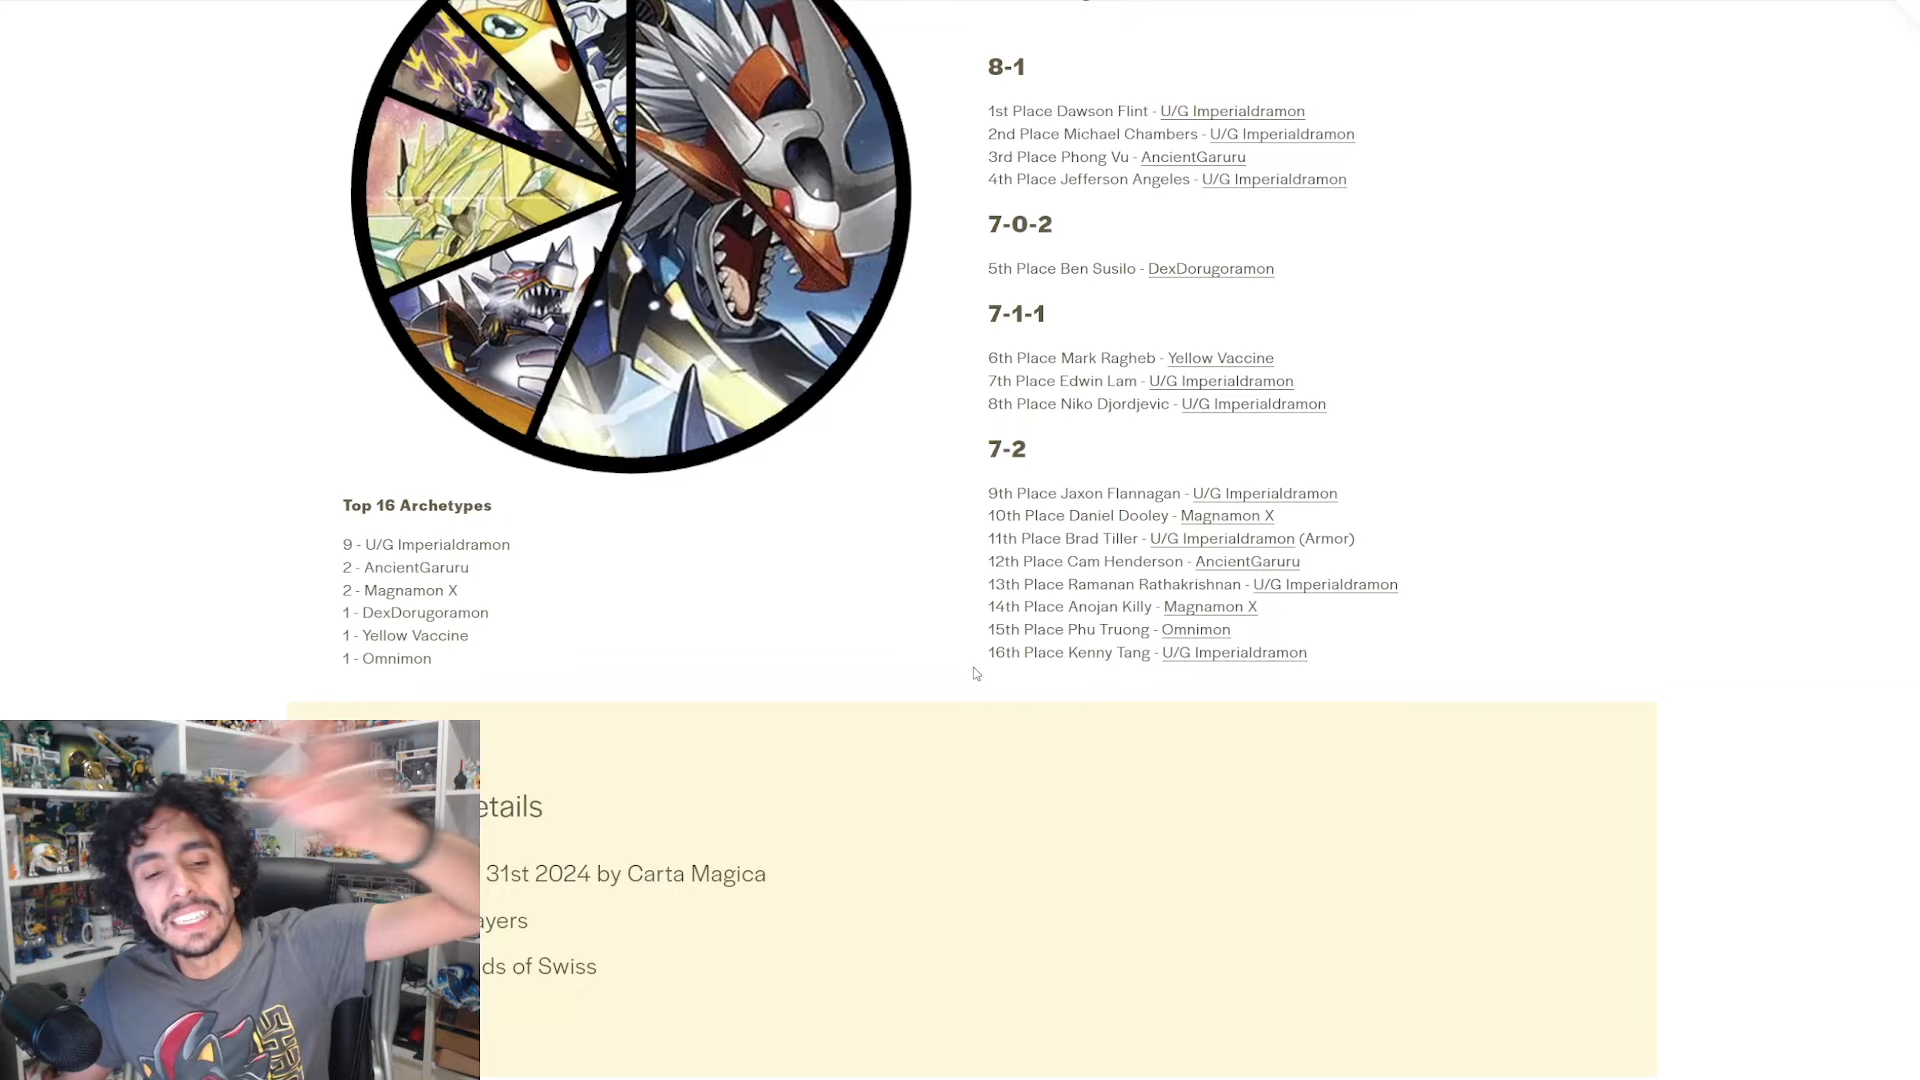 8-1
1st Place Dawson Flint - U/G Imperialdramon
2nd Place Michael Chambers - U/G Imperialdramon
3rd Place Phong Vu - AncientGaruru
4th Place Jefferson Angeles - U/G Imperialdramon
7-0-2
5th Place Ben Susilo - DexDorugoramon
7-1-1
6th Place Mark Ragheb - Yellow Vaccine
7th Place Edwin Lam - U/G Imperialdramon
8th Place Niko Djordjevic - U/G Imperialdramon
7-2
9th Place Jaxon Flannagan - U/G Imperialdramon
10th Place Daniel Dooley - Magnamon X
11th Place Brad Tiller - U/G Imperialdramon (Armor)
12th Place Cam Henderson - AncientGaruru
13th Place Ramanan Rathakrishnan - U/G Imperialdramon
14th Place Anojan Killy - Magnamon X
15th Place Phu Truong - Omnimon
16th Place Kenny Tang - U/G Imperialdramon
Top 16 Archetypes
9 - U/G Imperialdramon
2 - AncientGaruru
2 - Magnamon X
1 - DexDorugoramon
1 - Yellow Vaccine
1 - Omnimon
etails
31st 2024 by Carta Magica
ayers
ds of Swiss